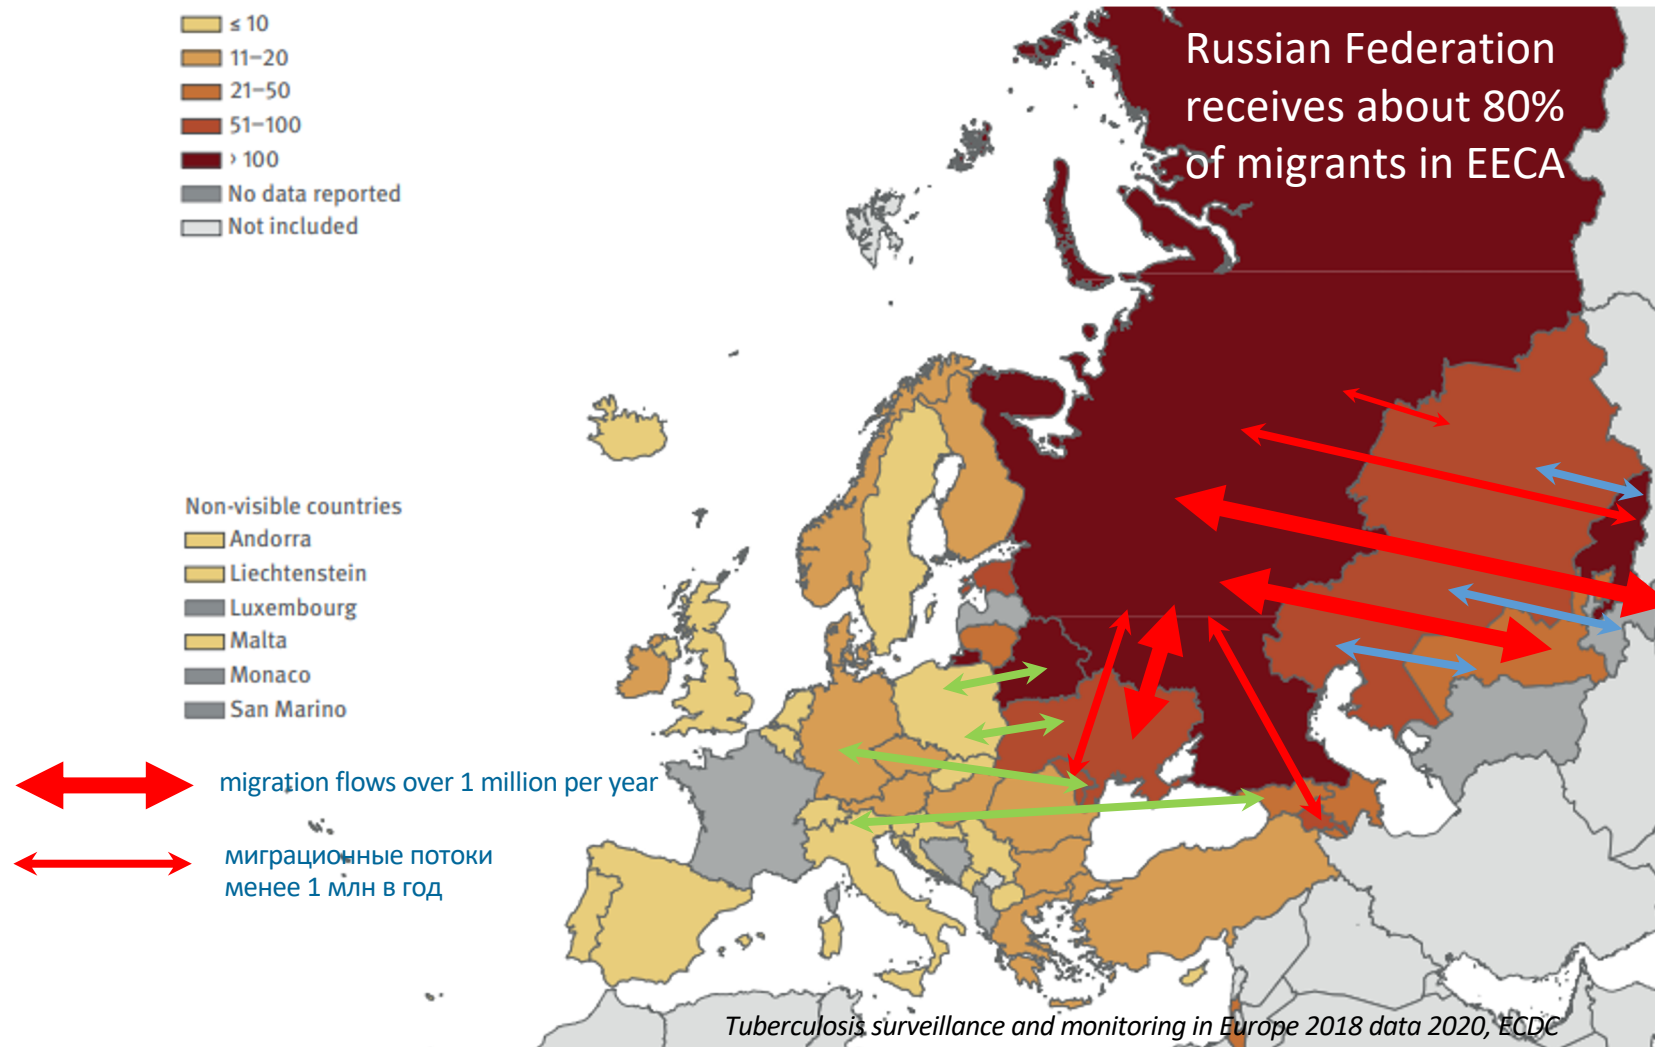 ≤ 10
11–20
21–50
51–100
› 100
No data reported
Not included
Russian Federation
receives about 80%
of migrants in EECA
Non-visible countries
Andorra
Liechtenstein
Luxembourg
Malta
Monaco
San Marino
migration flows over 1 million per year
миграционные потоки
менее 1 млн в год
Tuberculosis surveillance and monitoring in Europe 2018 data 2020, ECDC